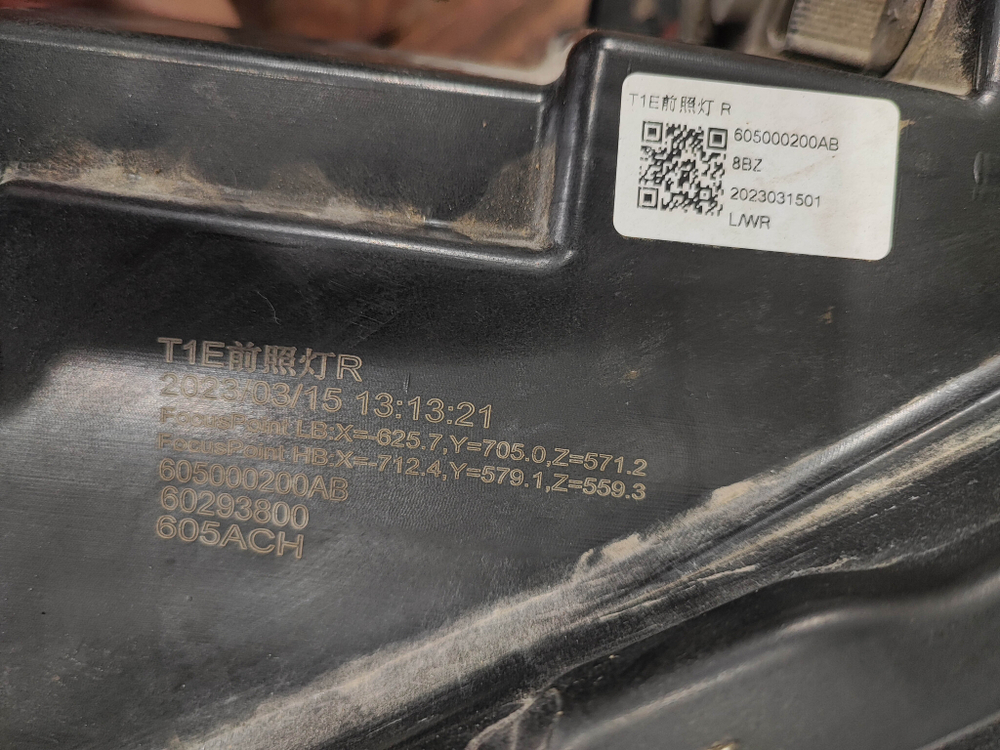 T1E前照灯 R
605000200AB
8BZ
2023031501
L/WR
T1E前照灯R
2023/03/15 13:13:21
FocusPoint LB:X=-625.7,Y=705.0,Z=571.2
FocusPoint HB:X=-712.4,Y=579.1,Z=559.3
605000200AB
60293800
605ACH